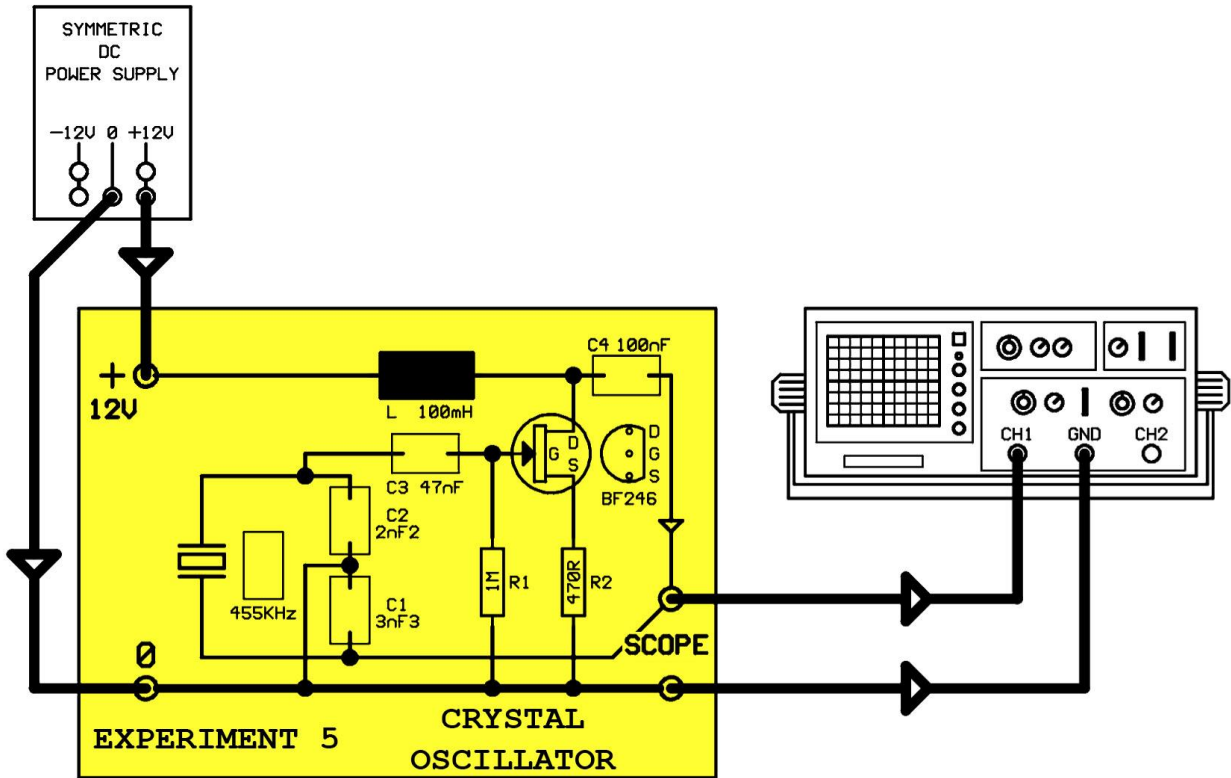 SYMMETRIC
DC
POWER SUPPLY
-12V 0 +12V
+
12V
C4 100nF
L 100mH
G D S
D
G
S
BF246
C3 47nF
C2
2nF2
455KHz
C1
3nF3
1M R1
470R R2
SCOPE
0
EXPERIMENT 5
CRYSTAL
OSCILLATOR
CH1 GND CH2